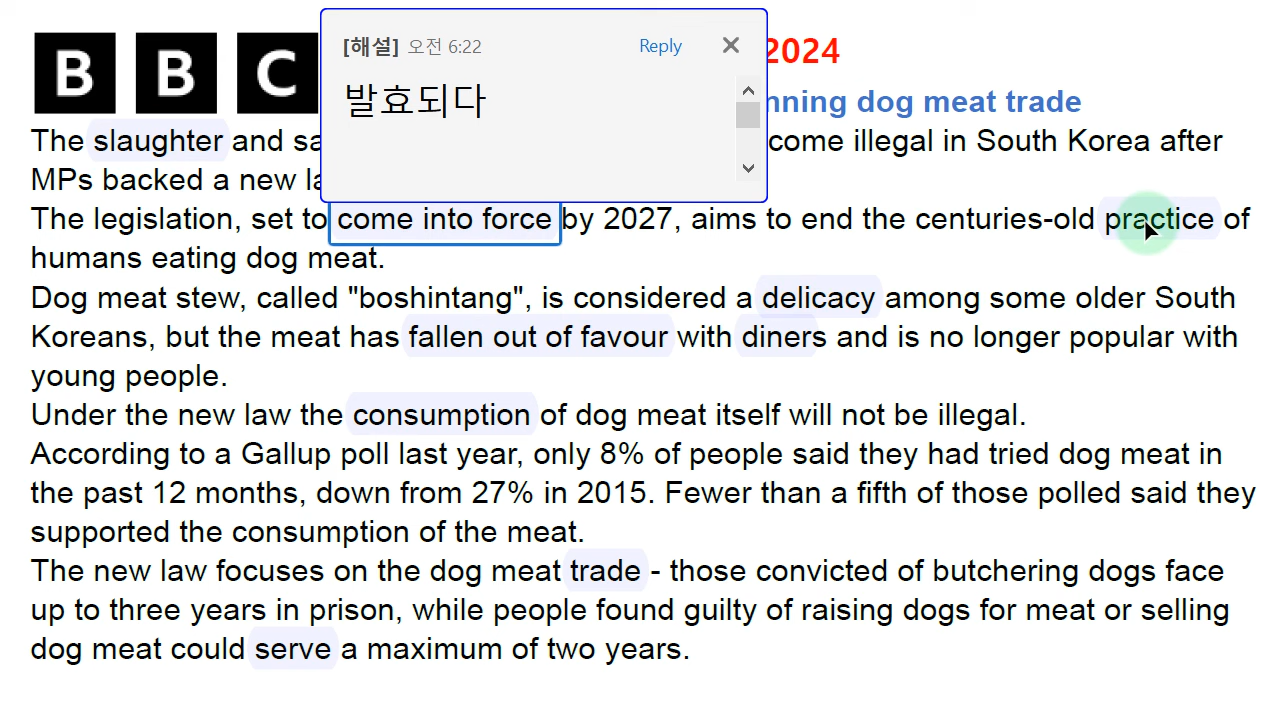 B B C
[해설] 오전 6:22 Reply
발효되다
2024
nning dog meat trade
The slaughter and sa come illegal in South Korea after
MPs backed a new la
The legislation, set to come into force by 2027, aims to end the centuries-old practice of
humans eating dog meat.
Dog meat stew, called "boshintang", is considered a delicacy among some older South
Koreans, but the meat has fallen out of favour with diners and is no longer popular with
young people.
Under the new law the consumption of dog meat itself will not be illegal.
According to a Gallup poll last year, only 8% of people said they had tried dog meat in
the past 12 months, down from 27% in 2015. Fewer than a fifth of those polled said they
supported the consumption of the meat.
The new law focuses on the dog meat trade - those convicted of butchering dogs face
up to three years in prison, while people found guilty of raising dogs for meat or selling
dog meat could serve a maximum of two years.